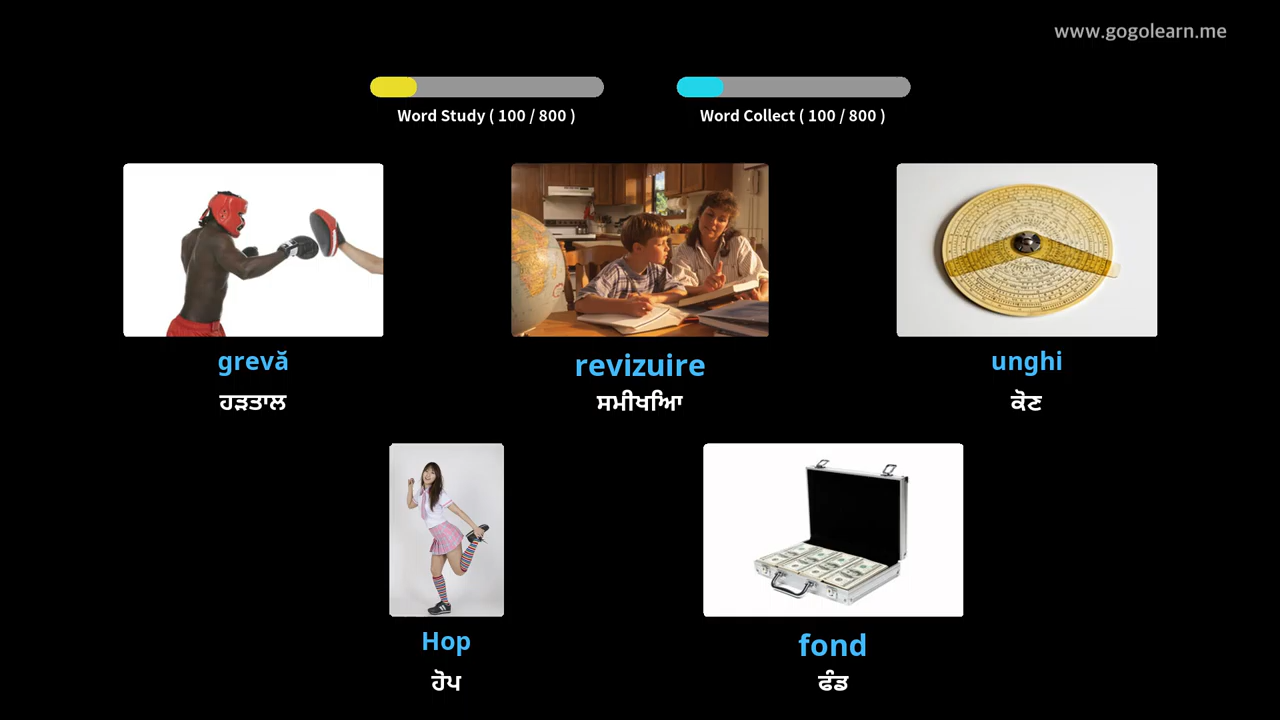 www.gogolearn.me
Word Study ( 100 / 800 )
Word Collect ( 100 / 800 )
grevă
revizuire
unghi
ਹੜਤਾਲ
ਸਮੀਖਿਆ
ਕੋਣ
Hop
fond
ਹੋਪ
ਫੰਡ